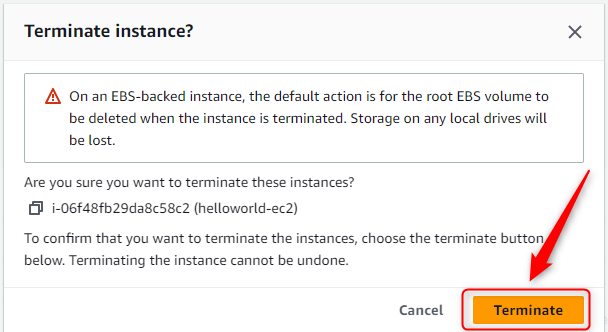 Terminate instance?
On an EBS-backed instance, the default action is for the root EBS volume to
be deleted when the instance is terminated. Storage on any local drives will
be lost.
Are you sure you want to terminate these instances?
i-06f48fb29da8c58c2 (helloworld-ec2)
To confirm that you want to terminate the instances, choose the terminate button
below. Terminating the instance cannot be undone.
Cancel
Terminate